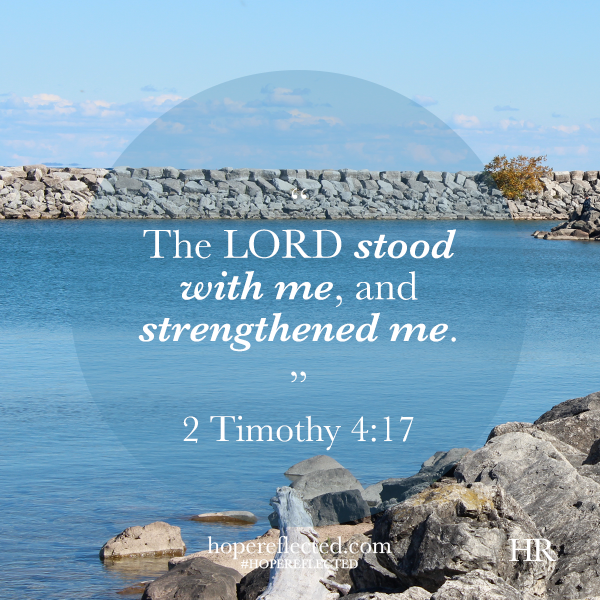 “
The LORD stood
with me, and
strengthened me.
”
2 Timothy 4:17
hopereflected.com
#HOPEREFLECTED
HR